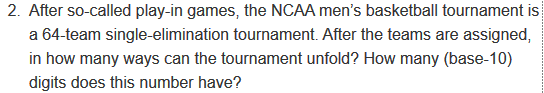 2. After so-called play-in games, the NCAA men's basketball tournament is
a 64-team single-elimination tournament. After the teams are assigned,
in how many ways can the tournament unfold? How many (base-10)
digits does this number have?